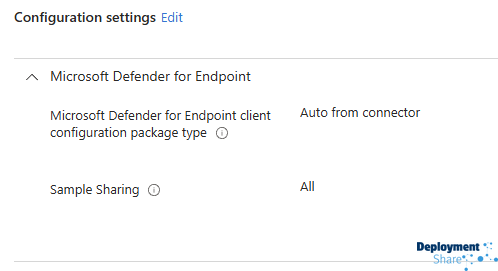 Configuration settings Edit
Microsoft Defender for Endpoint
Microsoft Defender for Endpoint client
configuration package type
Auto from connector
Sample Sharing
All
Deployment
Share